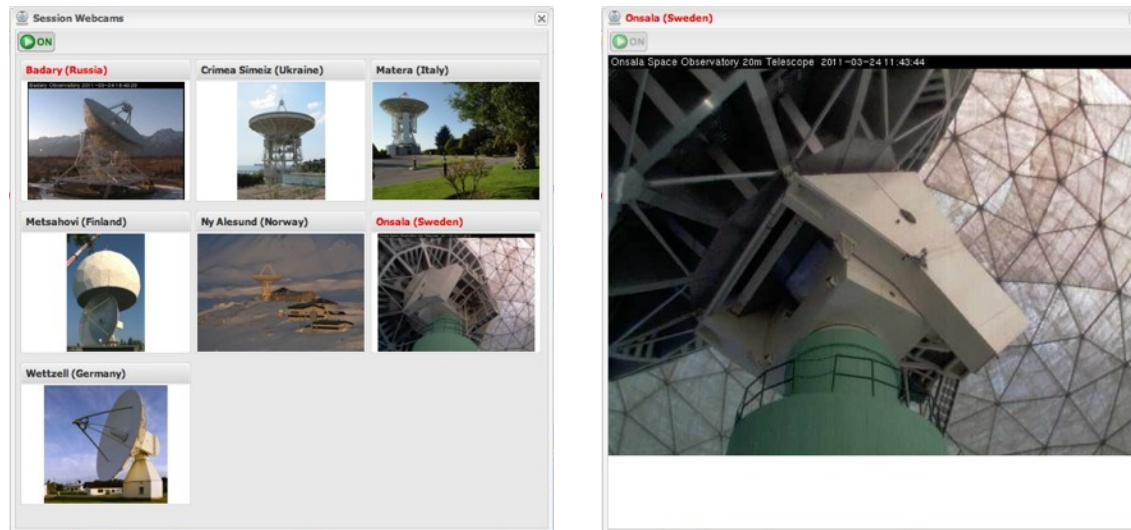 Session Webcams
ON
Badary (Russia)
Crimea Simeiz (Ukraine)
Matera (Italy)
Metsahovi (Finland)
Ny Alesund (Norway)
Onsala (Sweden)
Wettzell (Germany)
Onsala (Sweden)
ON
Onsala Space Observatory 20m Telescope 2011-03-24 11:43:44